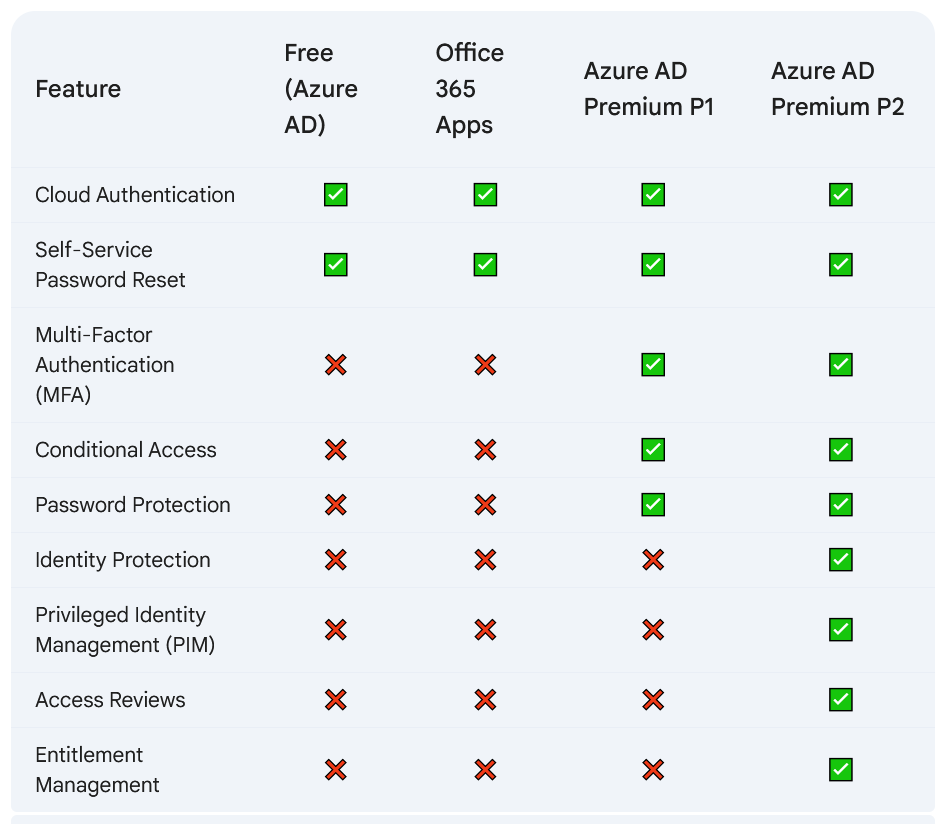 Feature
Free
(Azure
AD)
Office
365
Apps
Azure AD
Premium P1
Azure AD
Premium P2
Cloud Authentication
Self-Service
Password Reset
Multi-Factor
Authentication
(MFA)
Conditional Access
Password Protection
Identity Protection
Privileged Identity
Management (PIM)
Access Reviews
Entitlement
Management